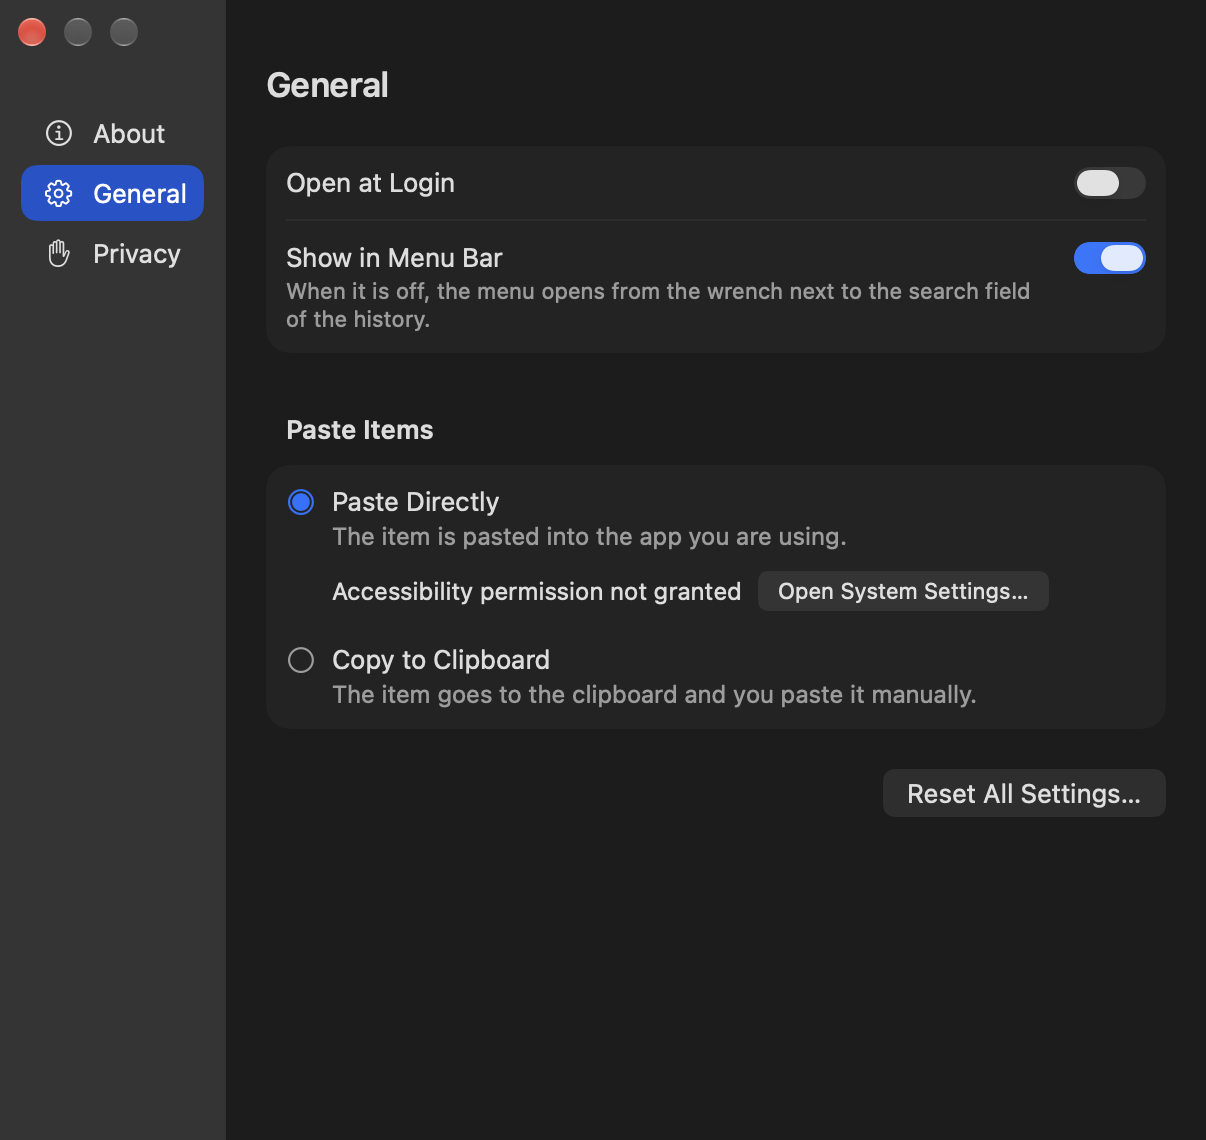 About
General
Privacy
General
Open at Login
Show in Menu Bar
When it is off, the menu opens from the wrench next to the search field
of the history.
Paste Items
Paste Directly
The item is pasted into the app you are using.
Accessibility permission not granted
Open System Settings...
Copy to Clipboard
The item goes to the clipboard and you paste it manually.
Reset All Settings...